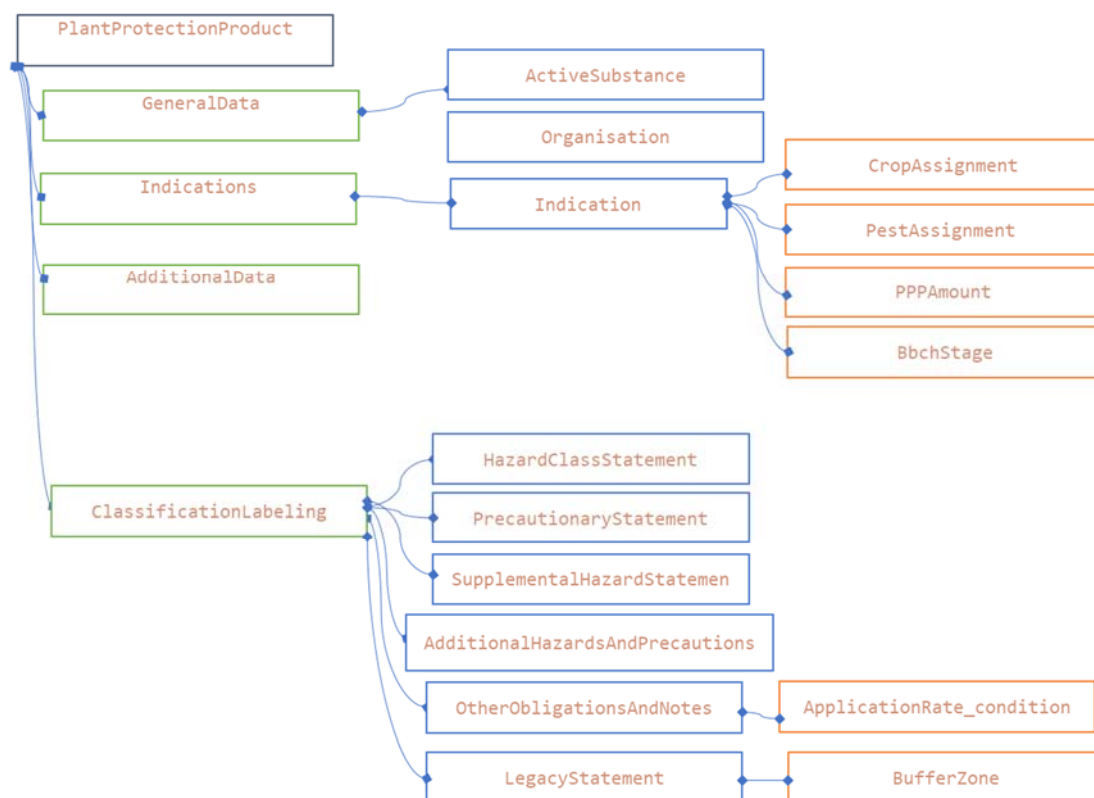 PlantProtectionProduct
GeneralData
ActiveSubstance
Organisation
Indications
Indication
CropAssignment
PestAssignment
PPPAmount
BbchStage
AdditionalData
ClassificationLabeling
HazardClassStatement
PrecautionaryStatement
SupplementalHazardStatemen
AdditionalHazardsAndPrecautions
OtherObligationsAndNotes
ApplicationRate_condition
LegacyStatement
BufferZone